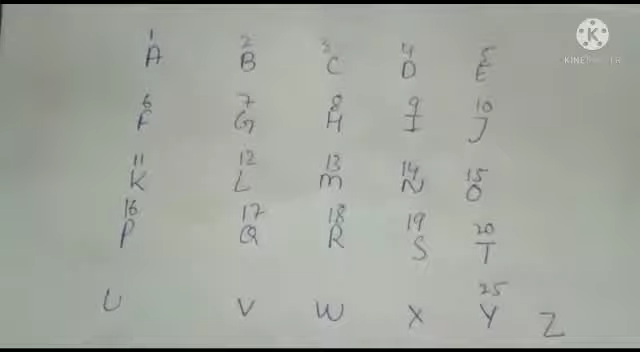 1 2 3 4 5
A B C D E
6 7 8 9 10
F G H I J
11 12 13 14 15
K L M N O
16 17 18 19 20
P Q R S T
25
U V W X Y Z
K
KINEMASTER